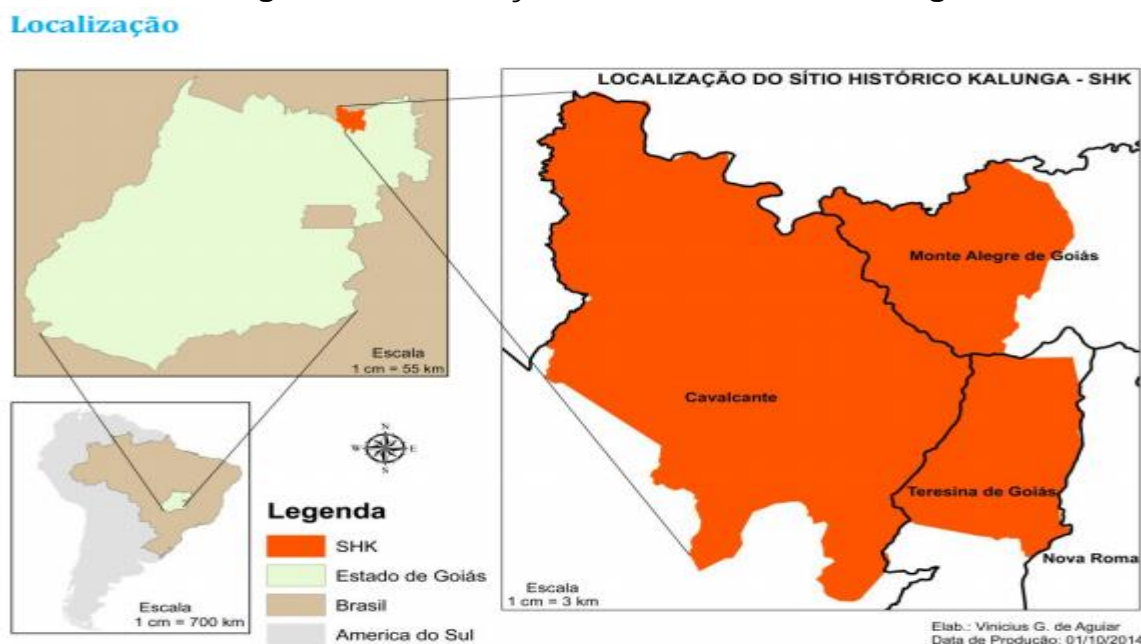 Localização
LOCALIZAÇÃO DO SÍTIO HISTÓRICO KALUNGA - SHK
Monte Alegre de Goiás
Cavalcante
Teresina de Goiás
Nova Roma
Escala
1 cm = 3 km
Escala
1 cm = 55 km
N
W
E
S
Escala
1 cm = 700 km
Legenda
SHK
Estado de Goiás
Brasil
America do Sul
Elab.: Vinicius G. de Aguiar
Data de Produção: 01/10/2014